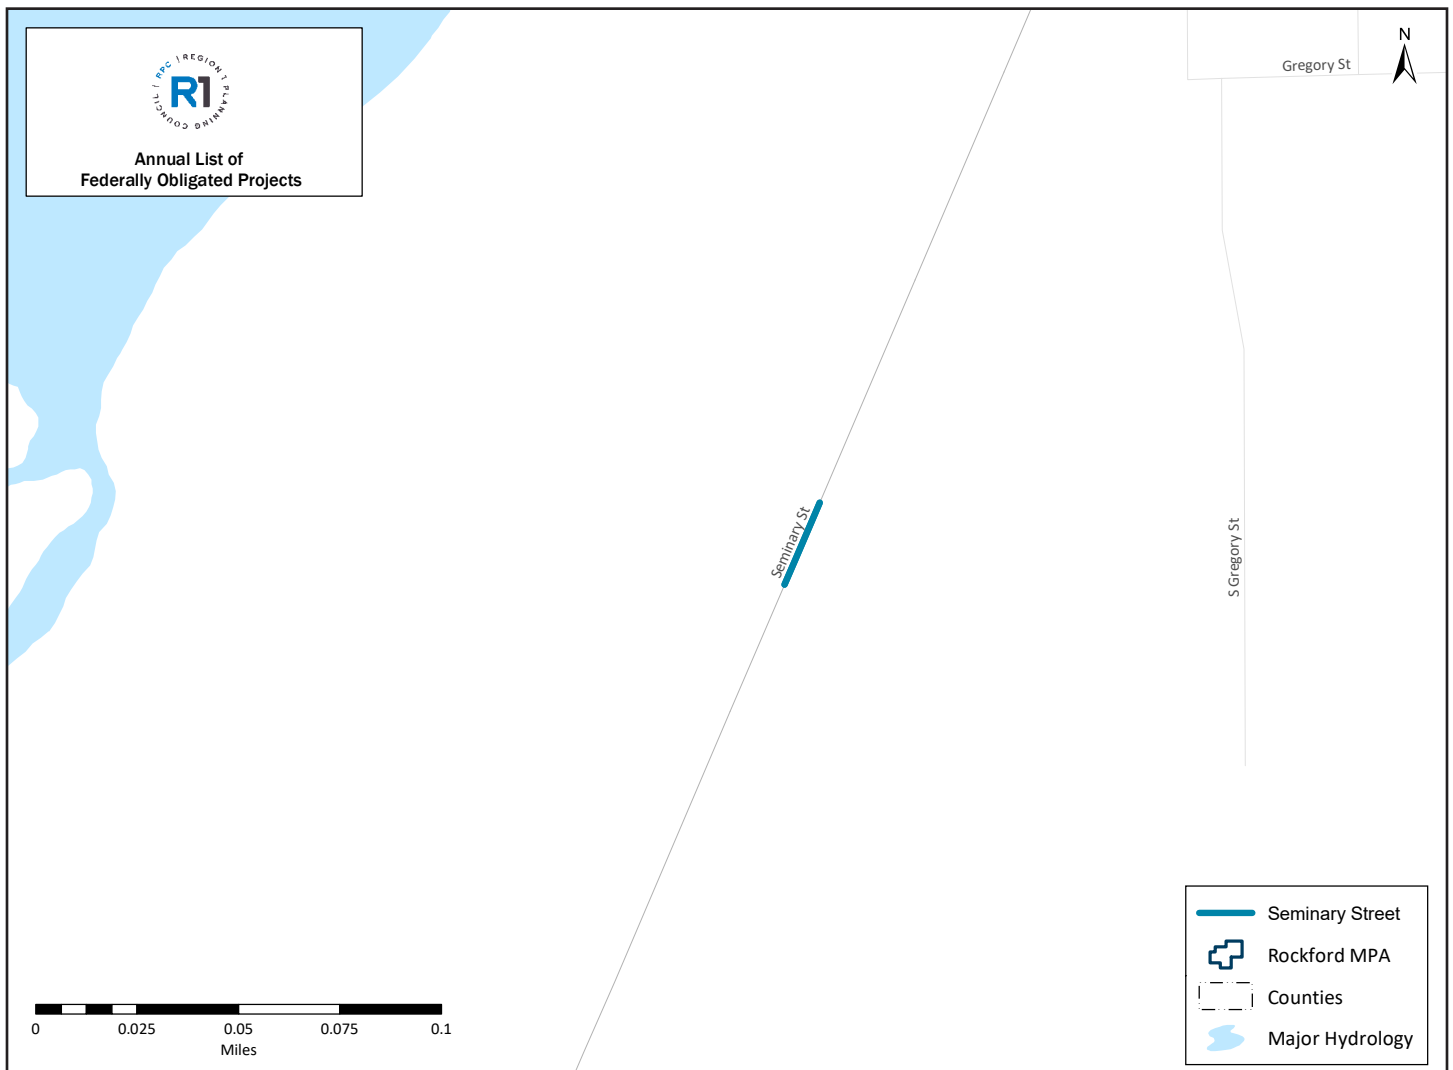 RPC | REGION 1 PLANNING COUNCIL |
R1
Annual List of
Federally Obligated Projects
N
Gregory St
Seminary St
S Gregory St
0 0.025 0.05 0.075 0.1
Miles
Seminary Street
Rockford MPA
Counties
Major Hydrology